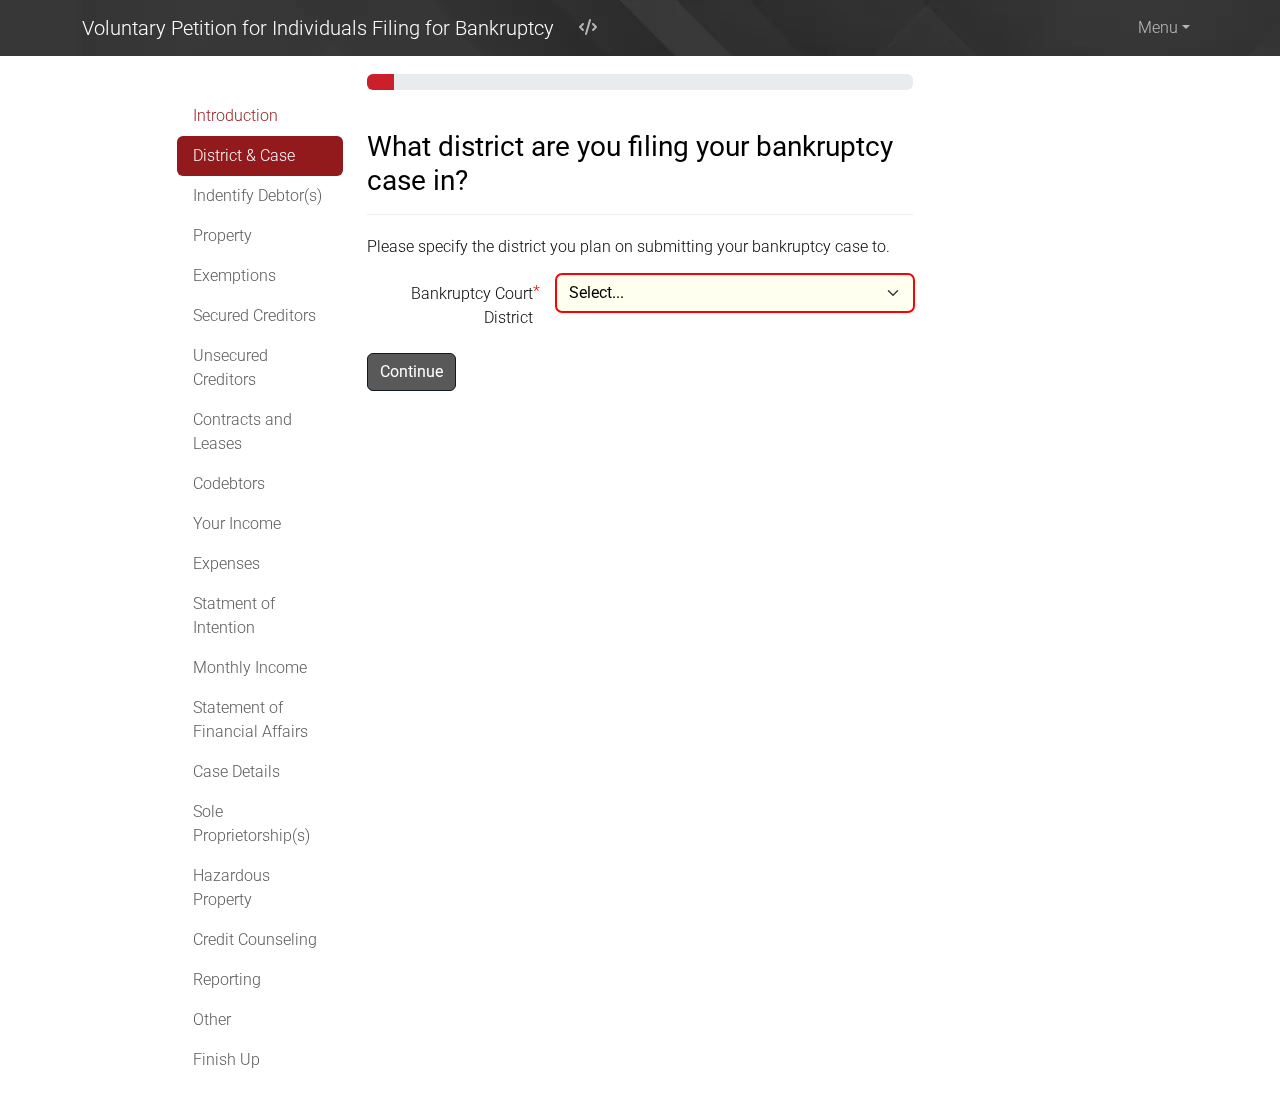 Voluntary Petition for Individuals Filing for Bankruptcy
Menu
Introduction
District & Case
Indentify Debtor(s)
Property
Exemptions
Secured Creditors
Unsecured
Creditors
Contracts and
Leases
Codebtors
Your Income
Expenses
Statment of
Intention
Monthly Income
Statement of
Financial Affairs
Case Details
Sole
Proprietorship(s)
Hazardous
Property
Credit Counseling
Reporting
Other
Finish Up
What district are you filing your bankruptcy
case in?
Please specify the district you plan on submitting your bankruptcy case to.
Bankruptcy Court*
District
Select...
Continue